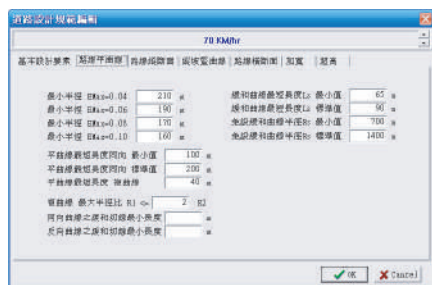 道路設計規範編輯
70 KM/hr
基本設計要素 路線平面線 路線縱斷面 縱坡豎曲線 路線橫斷面 加寬 超高
最小半徑 EMax=0.04 210 m
最小半徑 EMax=0.06 190 m
最小半徑 EMax=0.08 170 m
最小半徑 EMax=0.10 160 m
平曲線最短長度同向 最小值 100 m
平曲線最短長度同向 標準值 200 m
平曲線最短長度 複曲線 40 m
複曲線 最大半徑比 R1 <= 2 R2
同向曲線之緩和切線最小長度 m
反向曲線之緩和切線最小長度 m
緩和曲線最短長度Ls 最小值 65 m
緩和曲線最短長度Ls 標準值 90 m
免設緩和曲線半徑Rc 最小值 700 m
免設緩和曲線半徑Rc 標準值 1400 m
OK Cancel